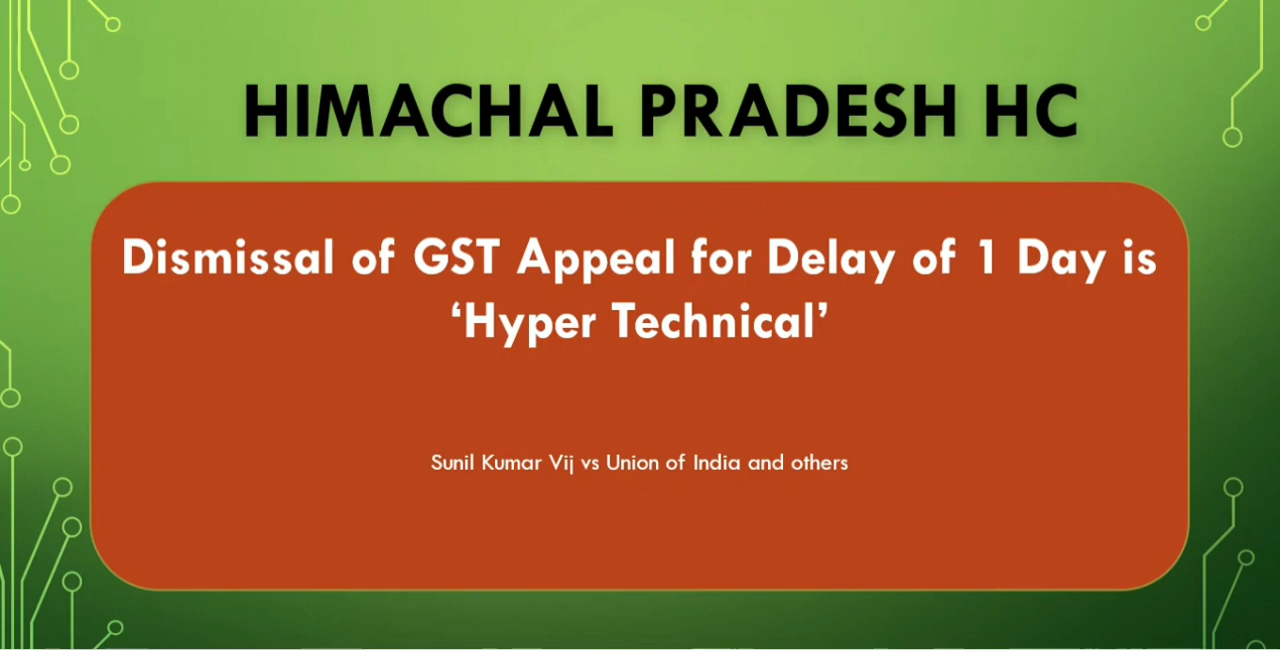 HIMACHAL PRADESH HC
Dismissal of GST Appeal for Delay of 1 Day is
‘Hyper Technical’
Sunil Kumar Vij vs Union of India and others